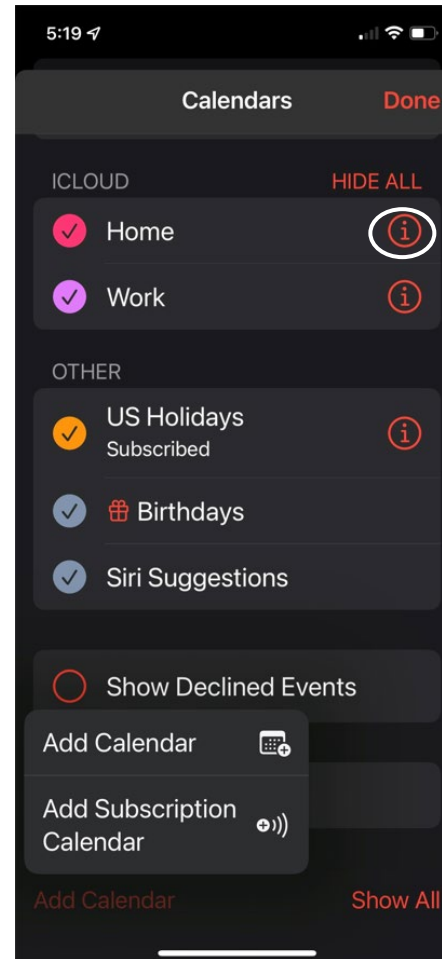 5:19
Calendars Done
ICLOUD HIDE ALL
Home
Work
OTHER
US Holidays
Subscribed
Birthdays
Siri Suggestions
Show Declined Events
Add Calendar
Add Subscription
Calendar
Add Calendar Show All